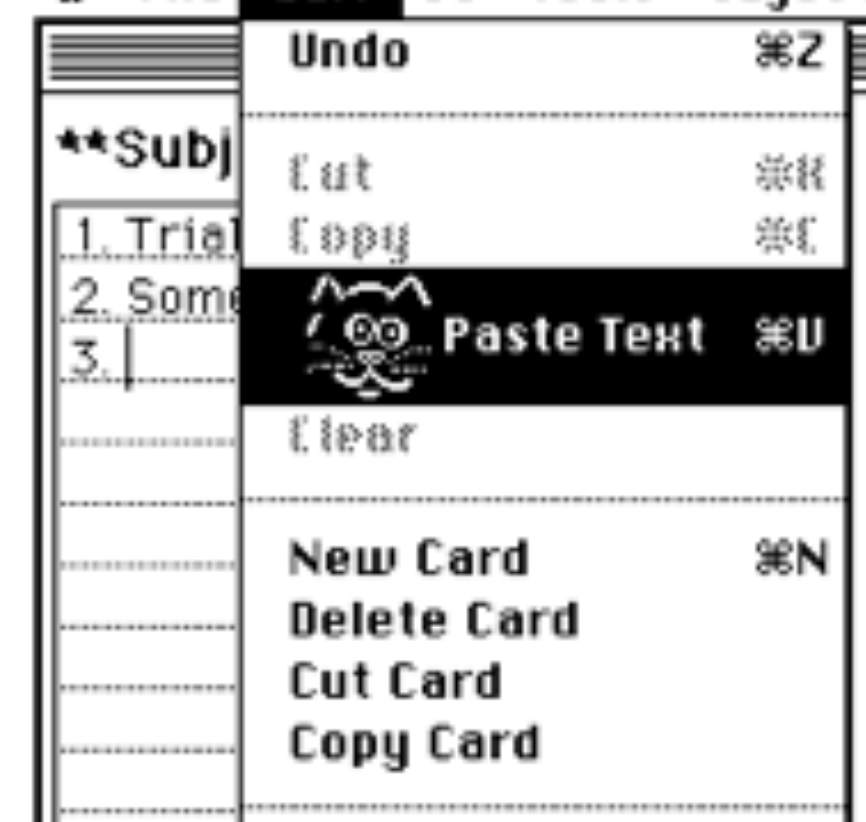 Undo ⌘Z
**Subj
Cut ⌘X
1. Trial
Copy ⌘C
2. Some
Paste Text ⌘V
3.
Clear
New Card ⌘N
Delete Card
Cut Card
Copy Card